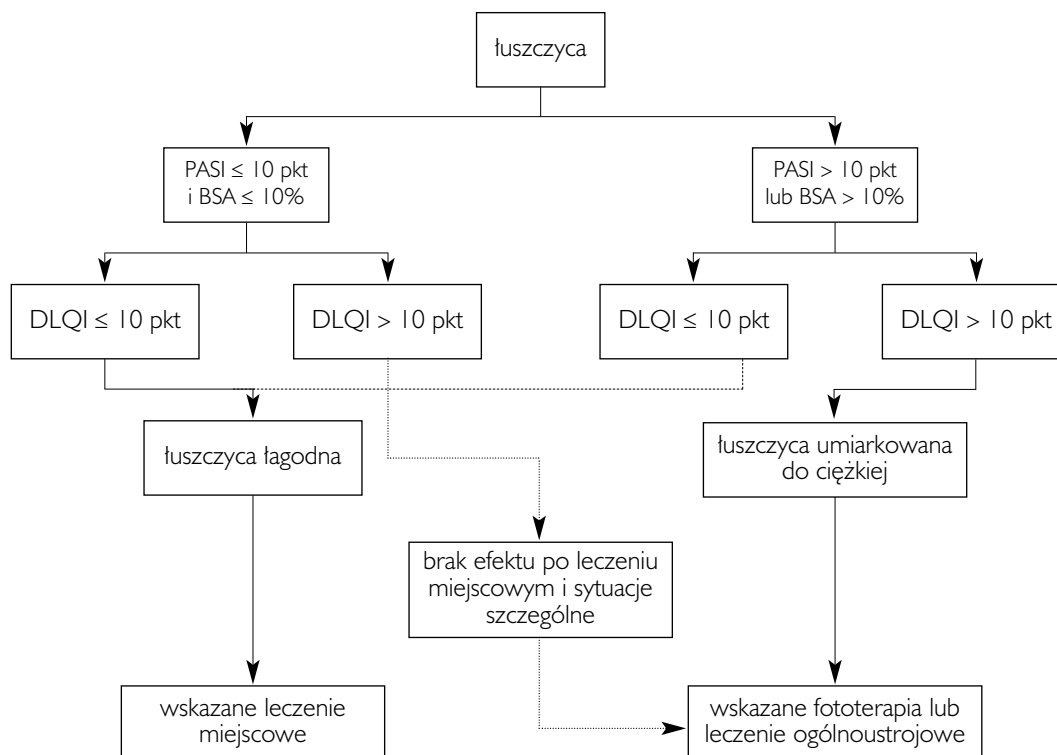 łuszczyca
PASI ≤ 10 pkt
i BSA ≤ 10%
PASI > 10 pkt
lub BSA > 10%
DLQI ≤ 10 pkt
DLQI > 10 pkt
DLQI ≤ 10 pkt
DLQI > 10 pkt
łuszczyca łagodna
łuszczyca umiarkowana
do ciężkiej
brak efektu po leczeniu
miejscowym i sytuacje
szczególne
wskazane leczenie
miejscowe
wskazane fototerapia lub
leczenie ogólnoustrojowe